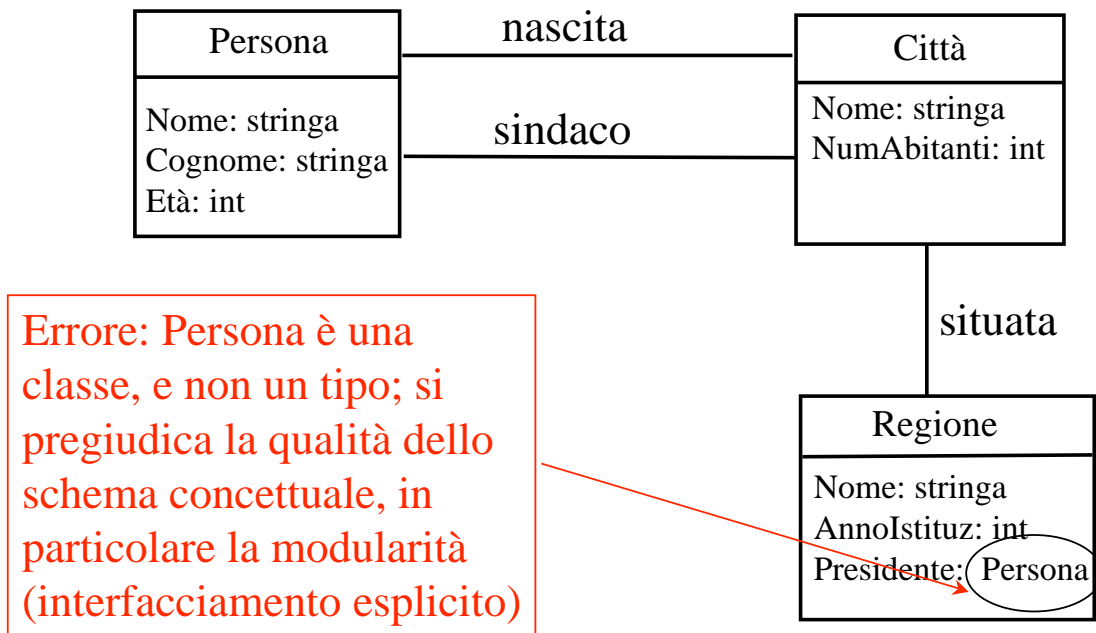 Persona
Nome: stringa
Cognome: stringa
Età: int
nascita
sindaco
Città
Nome: stringa
NumAbitanti: int
situata
Regione
Nome: stringa
AnnoIstituz: int
Presidente: Persona
Errore: Persona è una
classe, e non un tipo; si
pregiudica la qualità dello
schema concettuale, in
particolare la modularità
(interfacciamento esplicito)